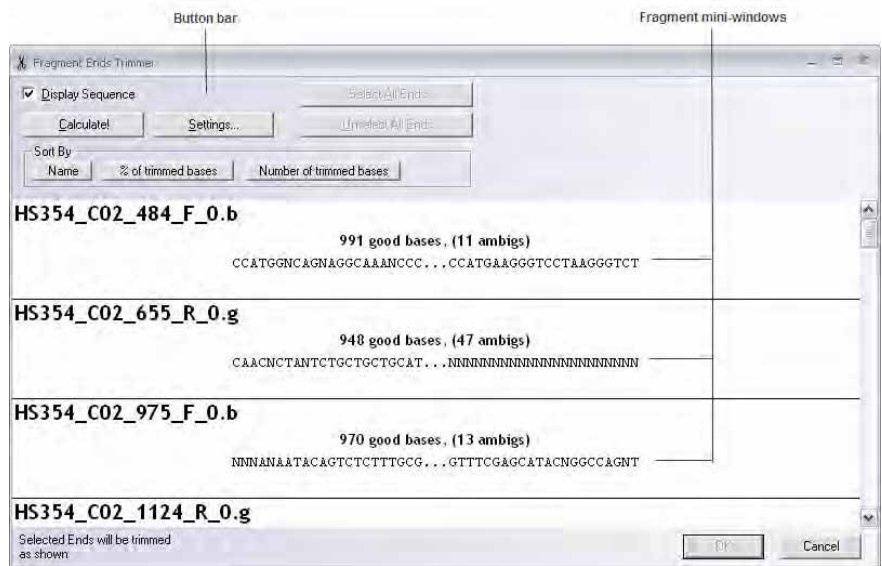 Button bar
Fragment mini-windows
Fragment Ends Trimmer
Display Sequence
Select All Ends
Calculate!
Settings...
Unselect All Ends
Sort By
Name
% of trimmed bases
Number of trimmed bases
HS354_C02_484_F_0.b
991 good bases, (11 ambigs)
CCATGGNCAGNAGGCAAANCCC...CCATGAAGGGTCCTAAGGGTCT
HS354_C02_655_R_0.g
948 good bases, (47 ambigs)
CAACNCTANTCTGCTGCTGCAT...NNNNNNNNNNNNNNNNNNNNNN
HS354_C02_975_F_0.b
970 good bases, (13 ambigs)
NNNANAATACAGTCTCTTTGCG...GTTTCGAGCATACNGGCCAGNT
HS354_C02_1124_R_0.g
Selected Ends will be trimmed
as shown
OK
Cancel